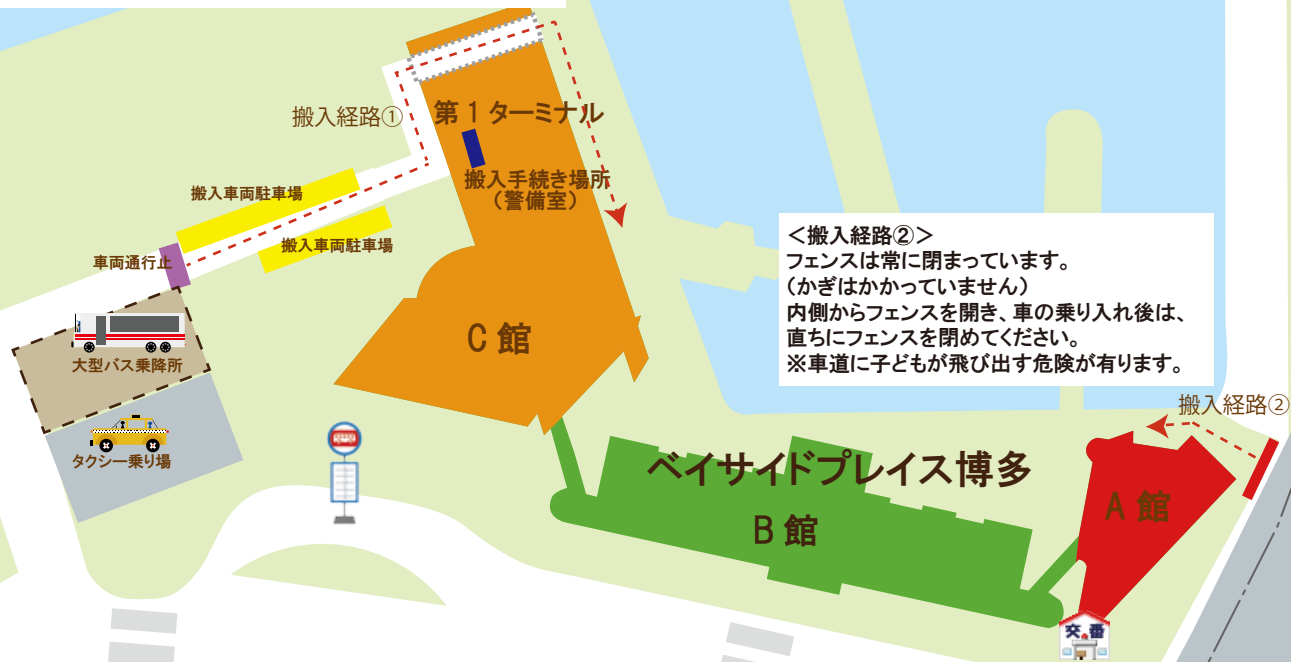 搬入経路①
第1ターミナル
搬入手続き場所
（警備室）
搬入車両駐車場
搬入車両駐車場
車両通行止
大型バス乗降所
タクシー乗り場
C館
＜搬入経路②＞
フェンスは常に閉まっています。
(かぎはかかっていません)
内側からフェンスを開き、車の乗り入れ後は、
直ちにフェンスを閉めてください。
※車道に子どもが飛び出す危険が有ります。
搬入経路②
ベイサイドプレイス博多
B館
A館
交番